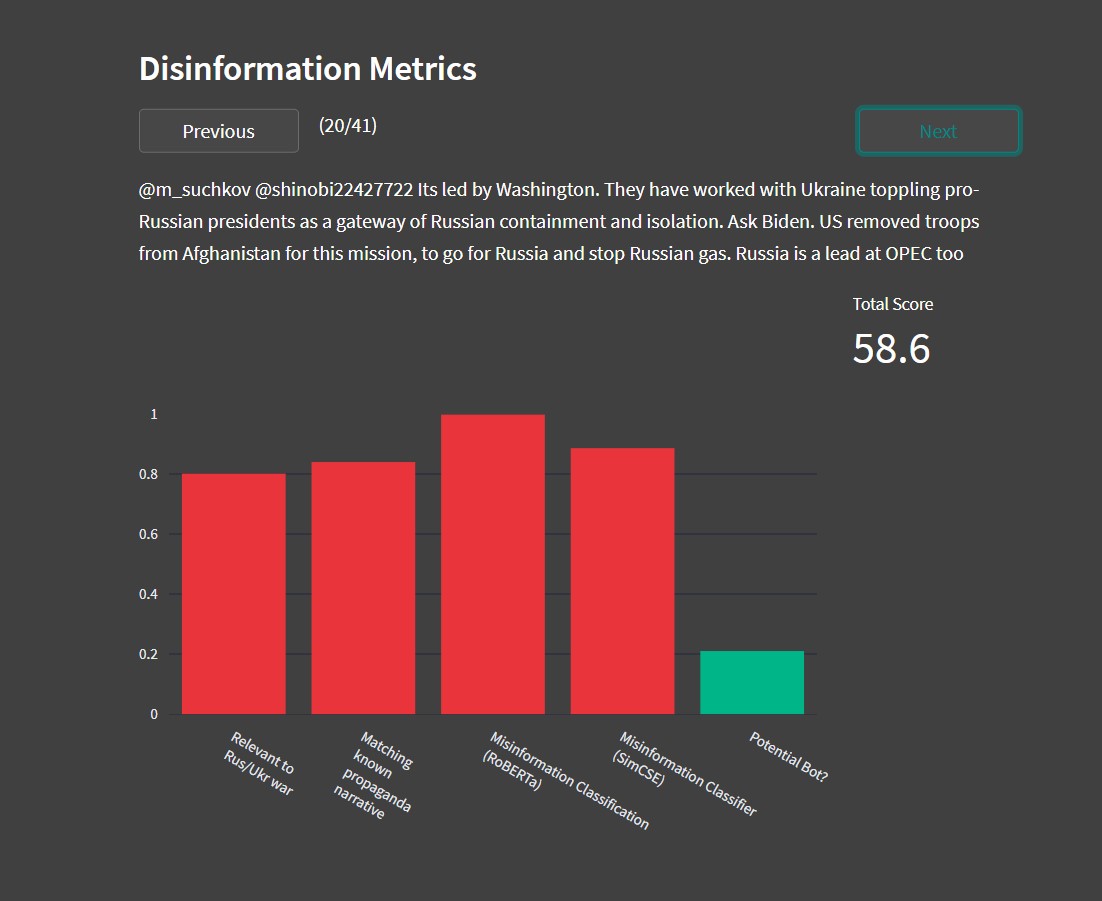 Disinformation Metrics
Previous
(20/41)
Next
@m_suchkov @shinobi22427722 Its led by Washington. They have worked with Ukraine toppling pro-
Russian presidents as a gateway of Russian containment and isolation. Ask Biden. US removed troops
from Afghanistan for this mission, to go for Russia and stop Russian gas. Russia is a lead at OPEC too
Total Score
58.6
1
0.8
0.6
0.4
0.2
0
Relevant to
Rus/Ukr war
Matching
known
propaganda
narrative
Misinformation Classification
(RoBERTa)
Misinformation Classifier
(SimCSE)
Potential Bot?